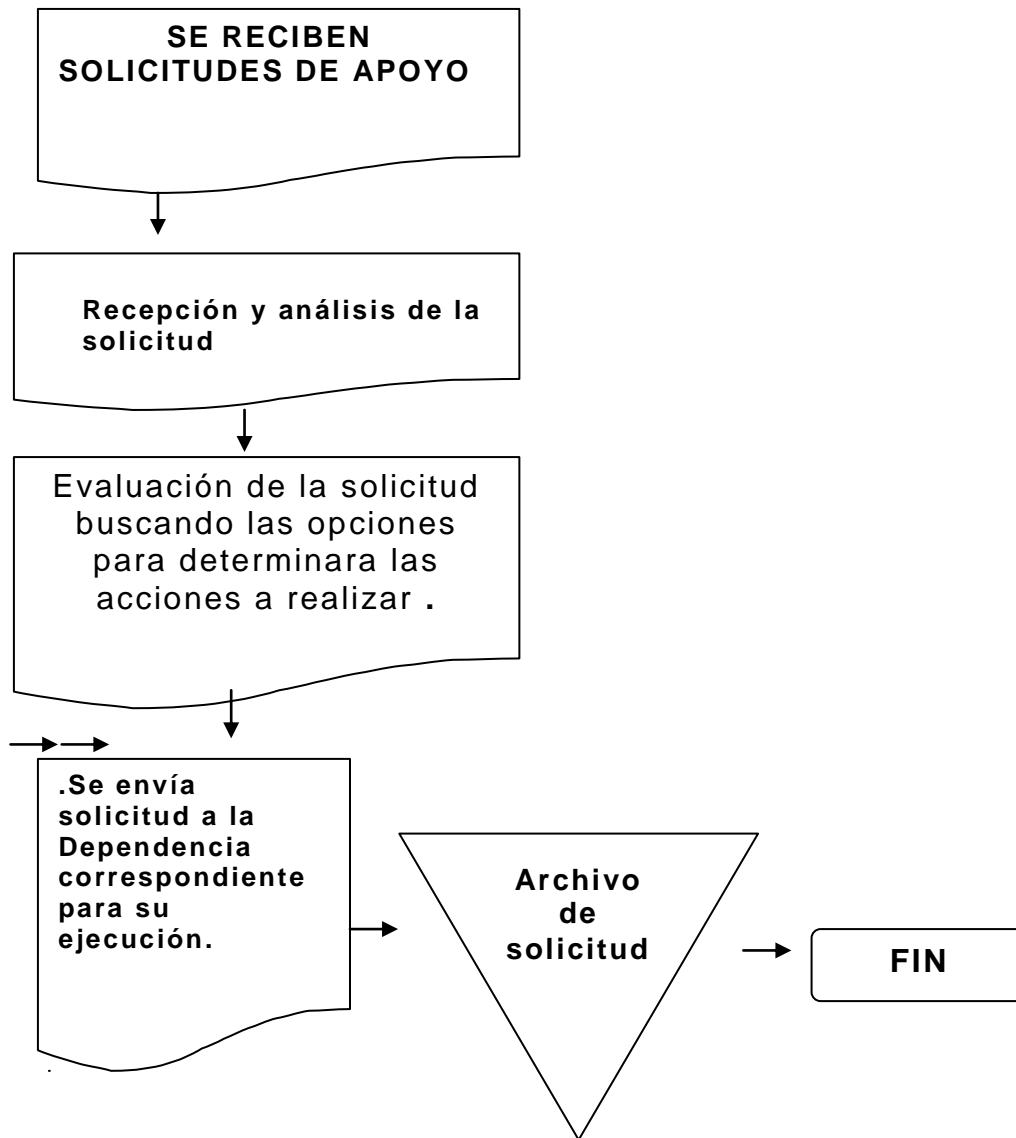 SE RECIBEN
SOLICITUDES DE APOYO
Recepción y análisis de la
solicitud
Evaluación de la solicitud
buscando las opciones
para determinara las
acciones a realizar .
.Se envía
solicitud a la
Dependencia
correspondiente
para su
ejecución.
Archivo
de
solicitud
FIN
.